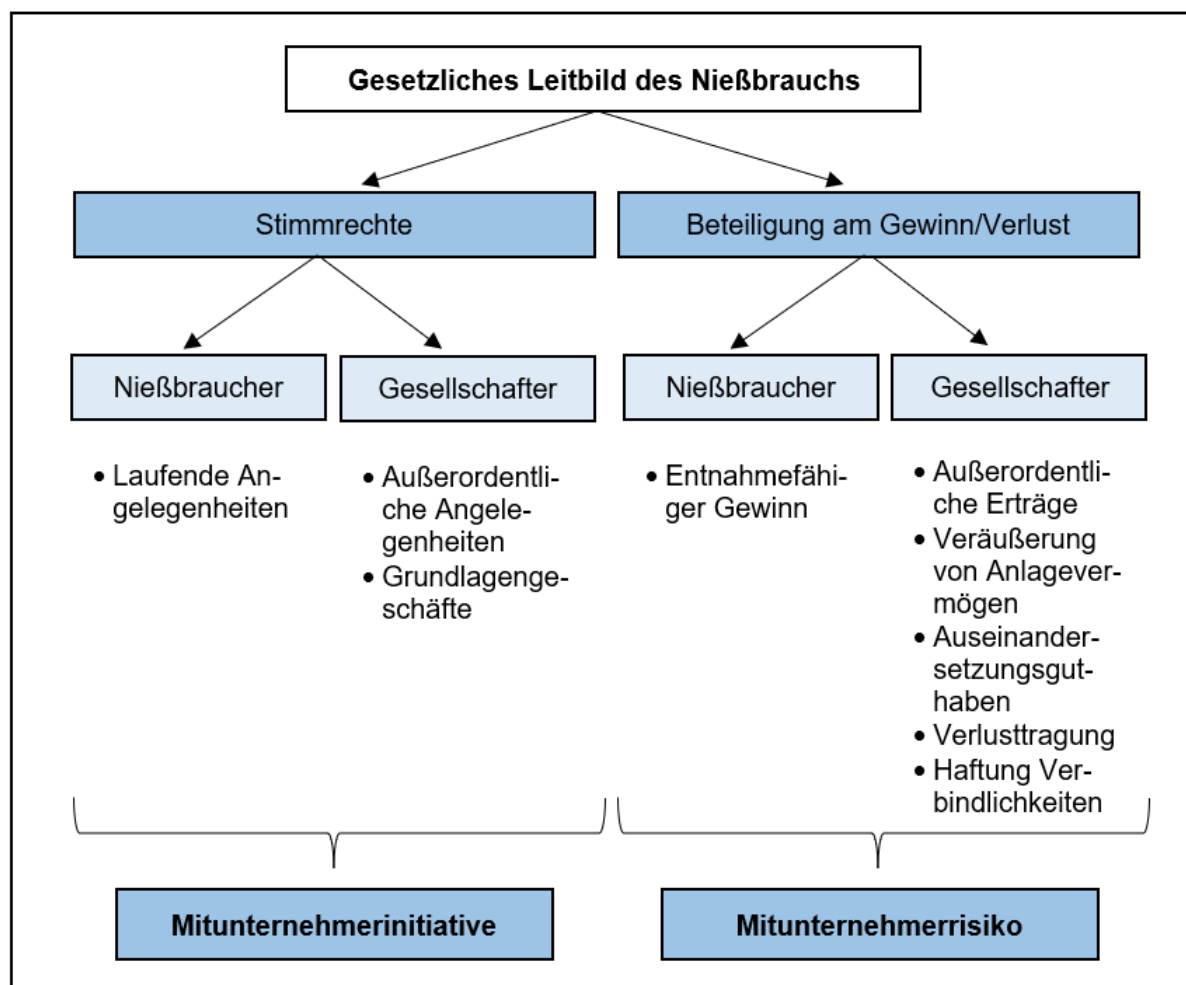 Gesetzliches Leitbild des Nießbrauchs
Stimmrechte
Beteiligung am Gewinn/Verlust
Nießbraucher
Gesellschafter
Nießbraucher
Gesellschafter
• Laufende An-
gelegenheiten
• Außerordentli-
che Angele-
genheiten
• Grundlagenge-
schäfte
• Entnahmefähi-
ger Gewinn
• Außerordentli-
che Erträge
• Veräußerung
von Anlagever-
mögen
• Auseinander-
setzungsgut-
haben
• Verlusttragung
• Haftung Ver-
bindlichkeiten
Mitunternehmerinitiative
Mitunternehmerrisiko